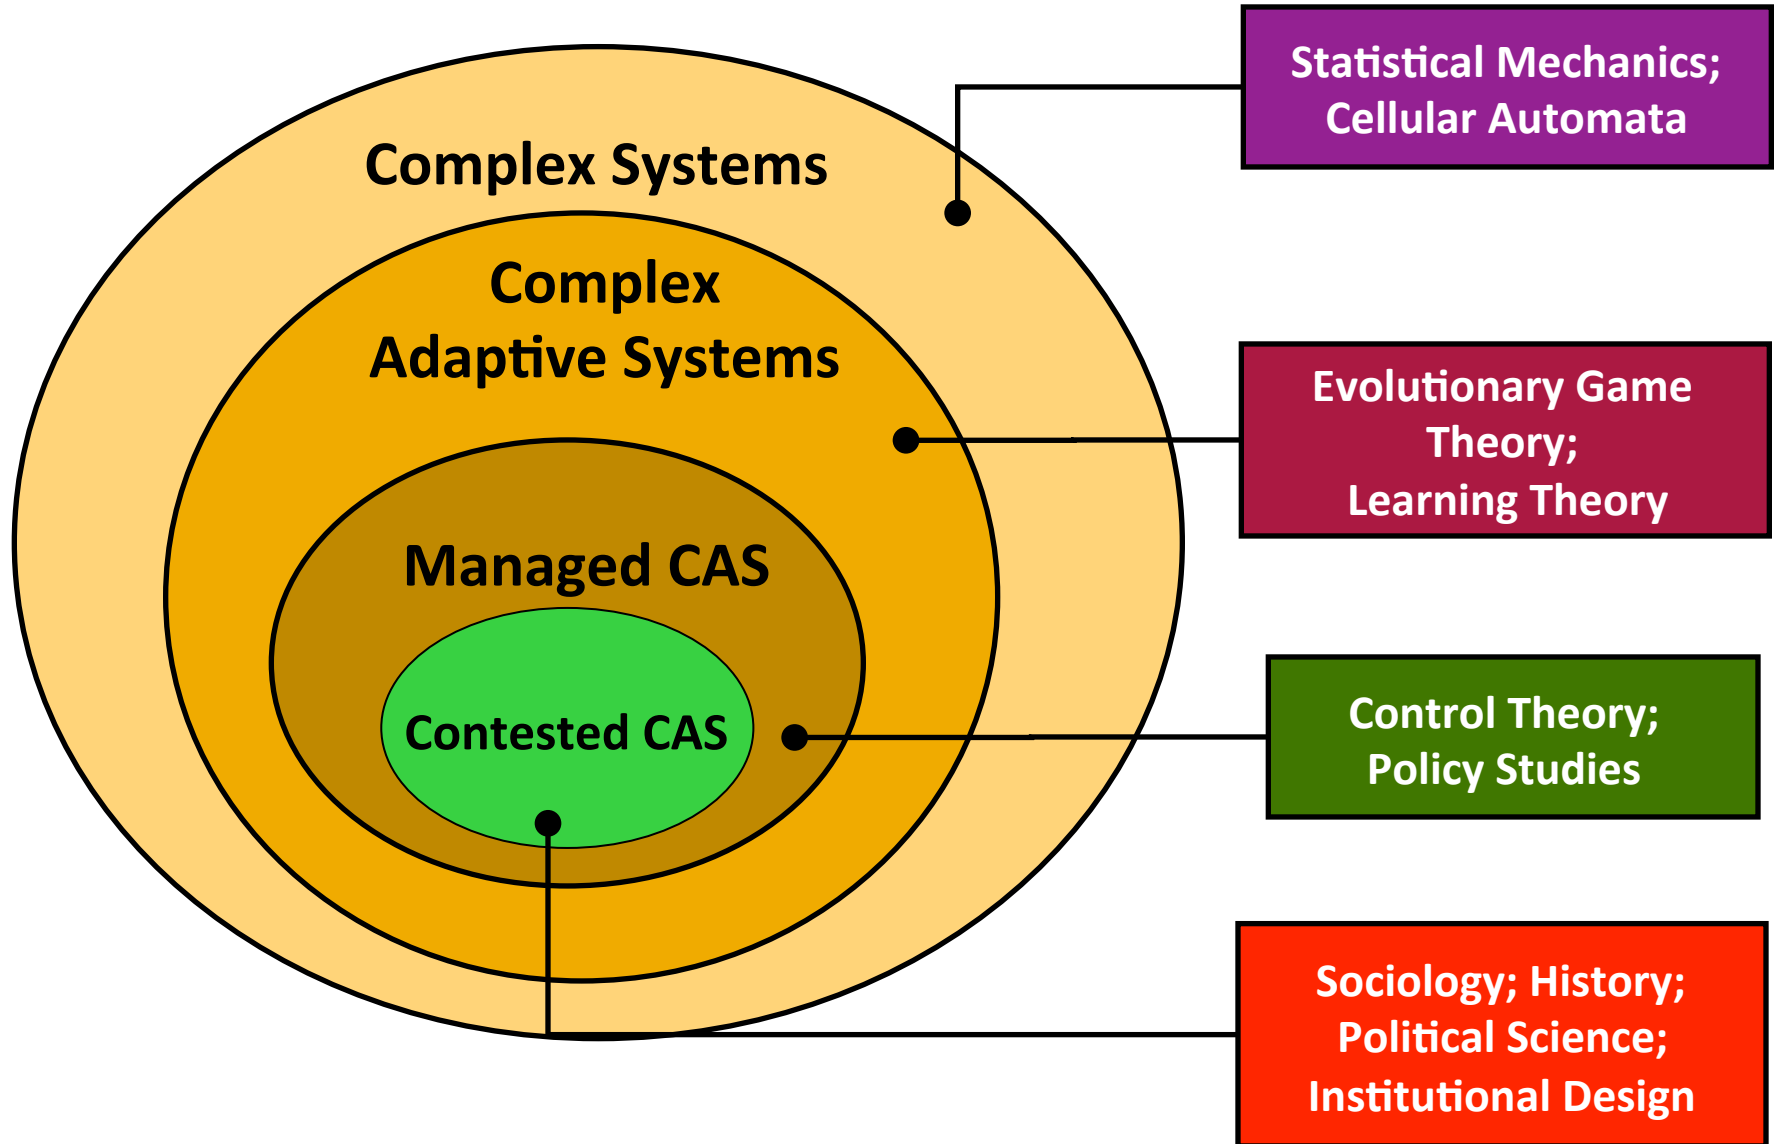 Complex Systems
Complex
Adaptive Systems
Managed CAS
Contested CAS
Statistical Mechanics;
Cellular Automata
Evolutionary Game
Theory;
Learning Theory
Control Theory;
Policy Studies
Sociology; History;
Political Science;
Institutional Design